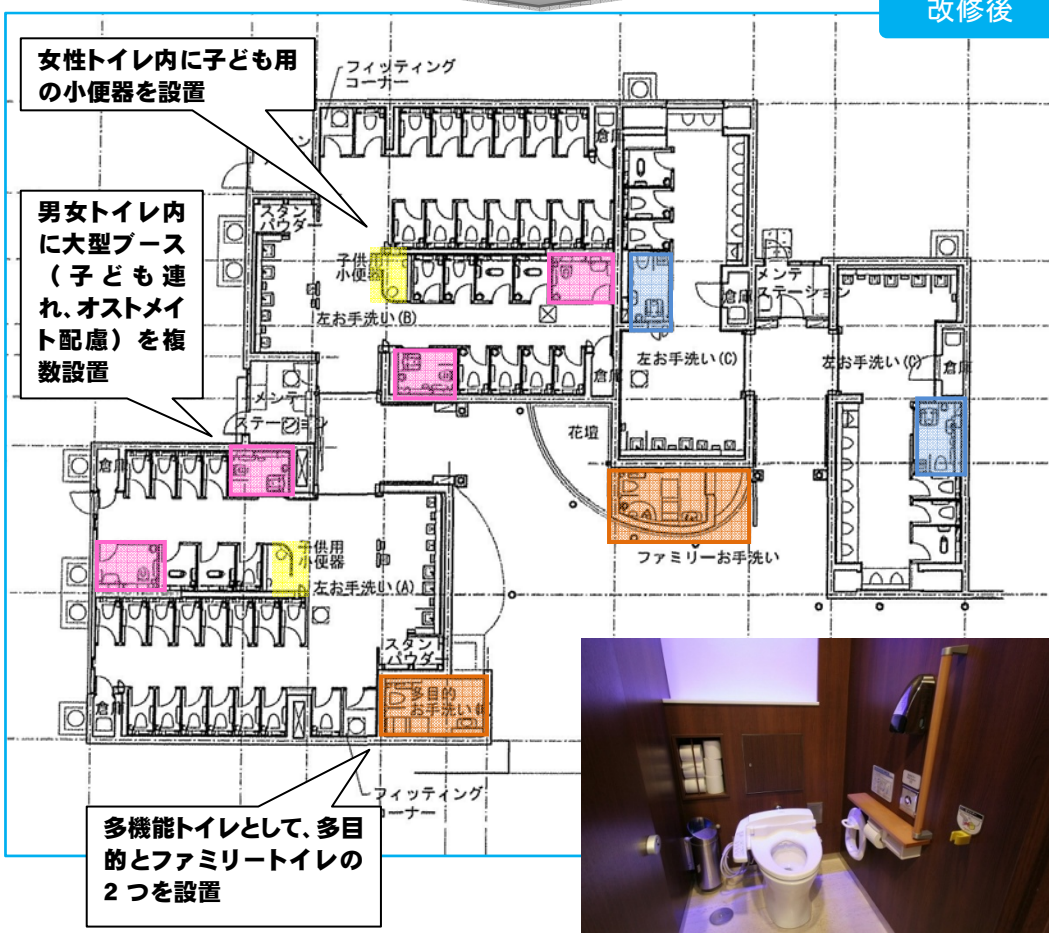 改修後
女性トイレ内に子ども用
の小便器を設置
フィッティング
コーナー
倉庫
男女トイレ内
に大型ブース
（子ども連
れ、オストメイ
ト配慮）を複
数設置
スタン
パウダー
子供用
小便器
左お手洗い(B)
倉庫
メンテ
ステーション
倉庫
左お手洗い(C)
左お手洗い(C)
倉庫
メンテ
ステーション
花壇
倉庫
ファミリーお手洗い
子供用
小便器
左お手洗い(A)
スタン
パウダー
倉庫
多目的
お手洗い
フィッティング
コーナー
多機能トイレとして、多目
的とファミリートイレの
2 つを設置